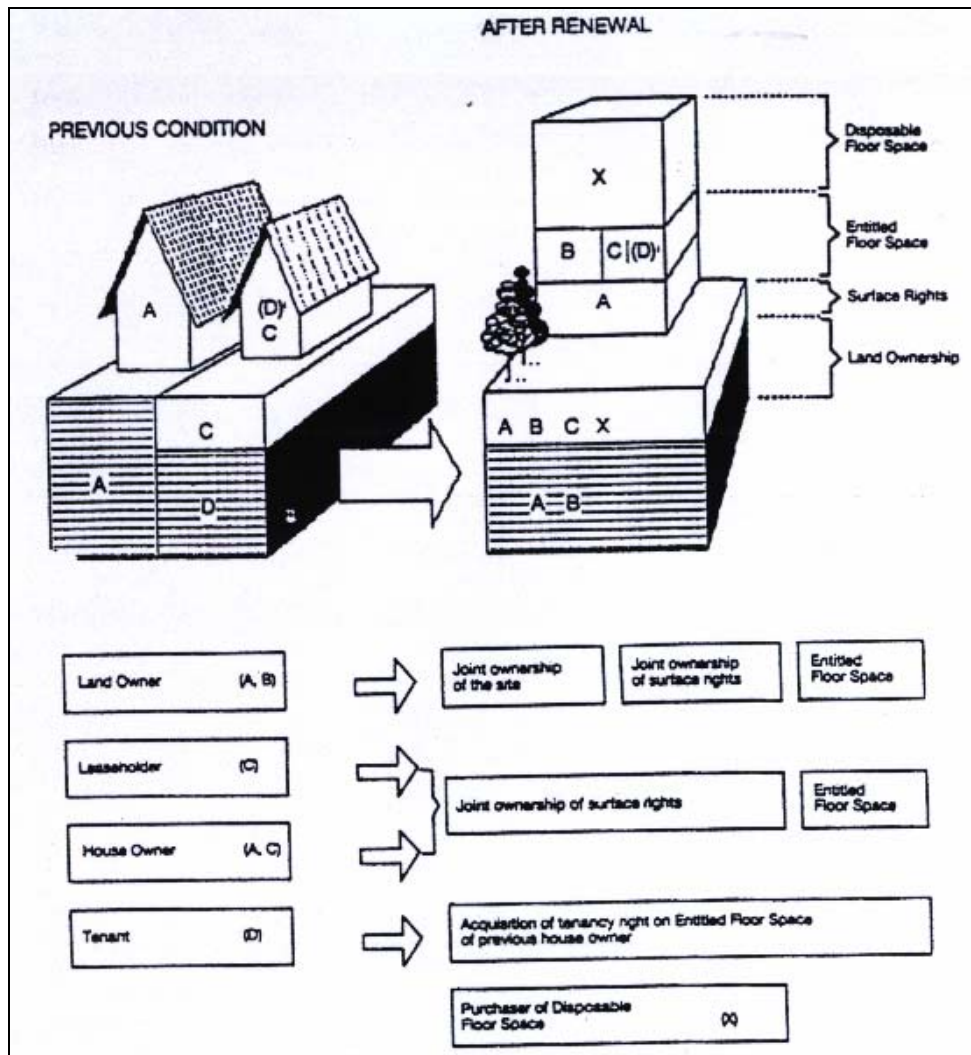 AFTER RENEWAL
PREVIOUS CONDITION
A
(D)'
C
A
C
D
B
X
B
C
(D)'
A
A B C X
A B
Disposable
Floor Space
Entitled
Floor Space
Surface Rights
Land Ownership
Land Owner (A, B)
Joint ownership
of the site
Joint ownership
of surface rights
Entitled
Floor Space
Leaseholder (C)
Joint ownership of surface rights
Entitled
Floor Space
House Owner (A, C)
Tenant (D)
Acquisition of tenancy right on Entitled Floor Space
of previous house owner
Purchaser of Disposable
Floor Space (X)